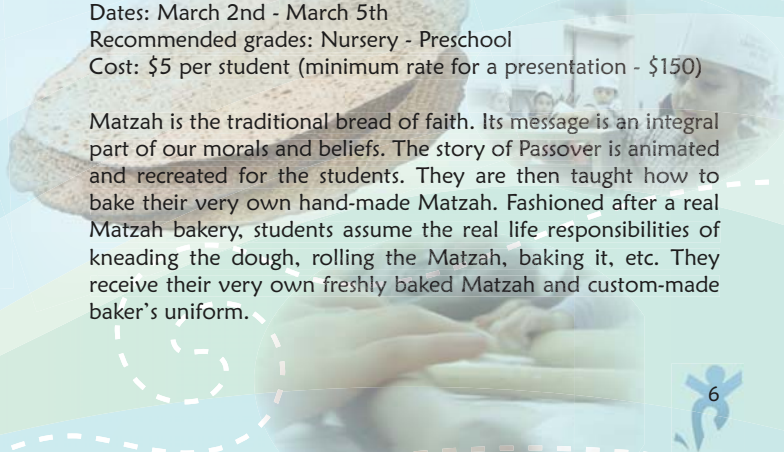 Dates: March 2nd - March 5th
Recommended grades: Nursery - Preschool
Cost: $5 per student (minimum rate for a presentation - $150)
Matzah is the traditional bread of faith. Its message is an integral
part of our morals and beliefs. The story of Passover is animated
and recreated for the students. They are then taught how to
bake their very own hand-made Matzah. Fashioned after a real
Matzah bakery, students assume the real life responsibilities of
kneading the dough, rolling the Matzah, baking it, etc. They
receive their very own freshly baked Matzah and custom-made
baker's uniform.
6